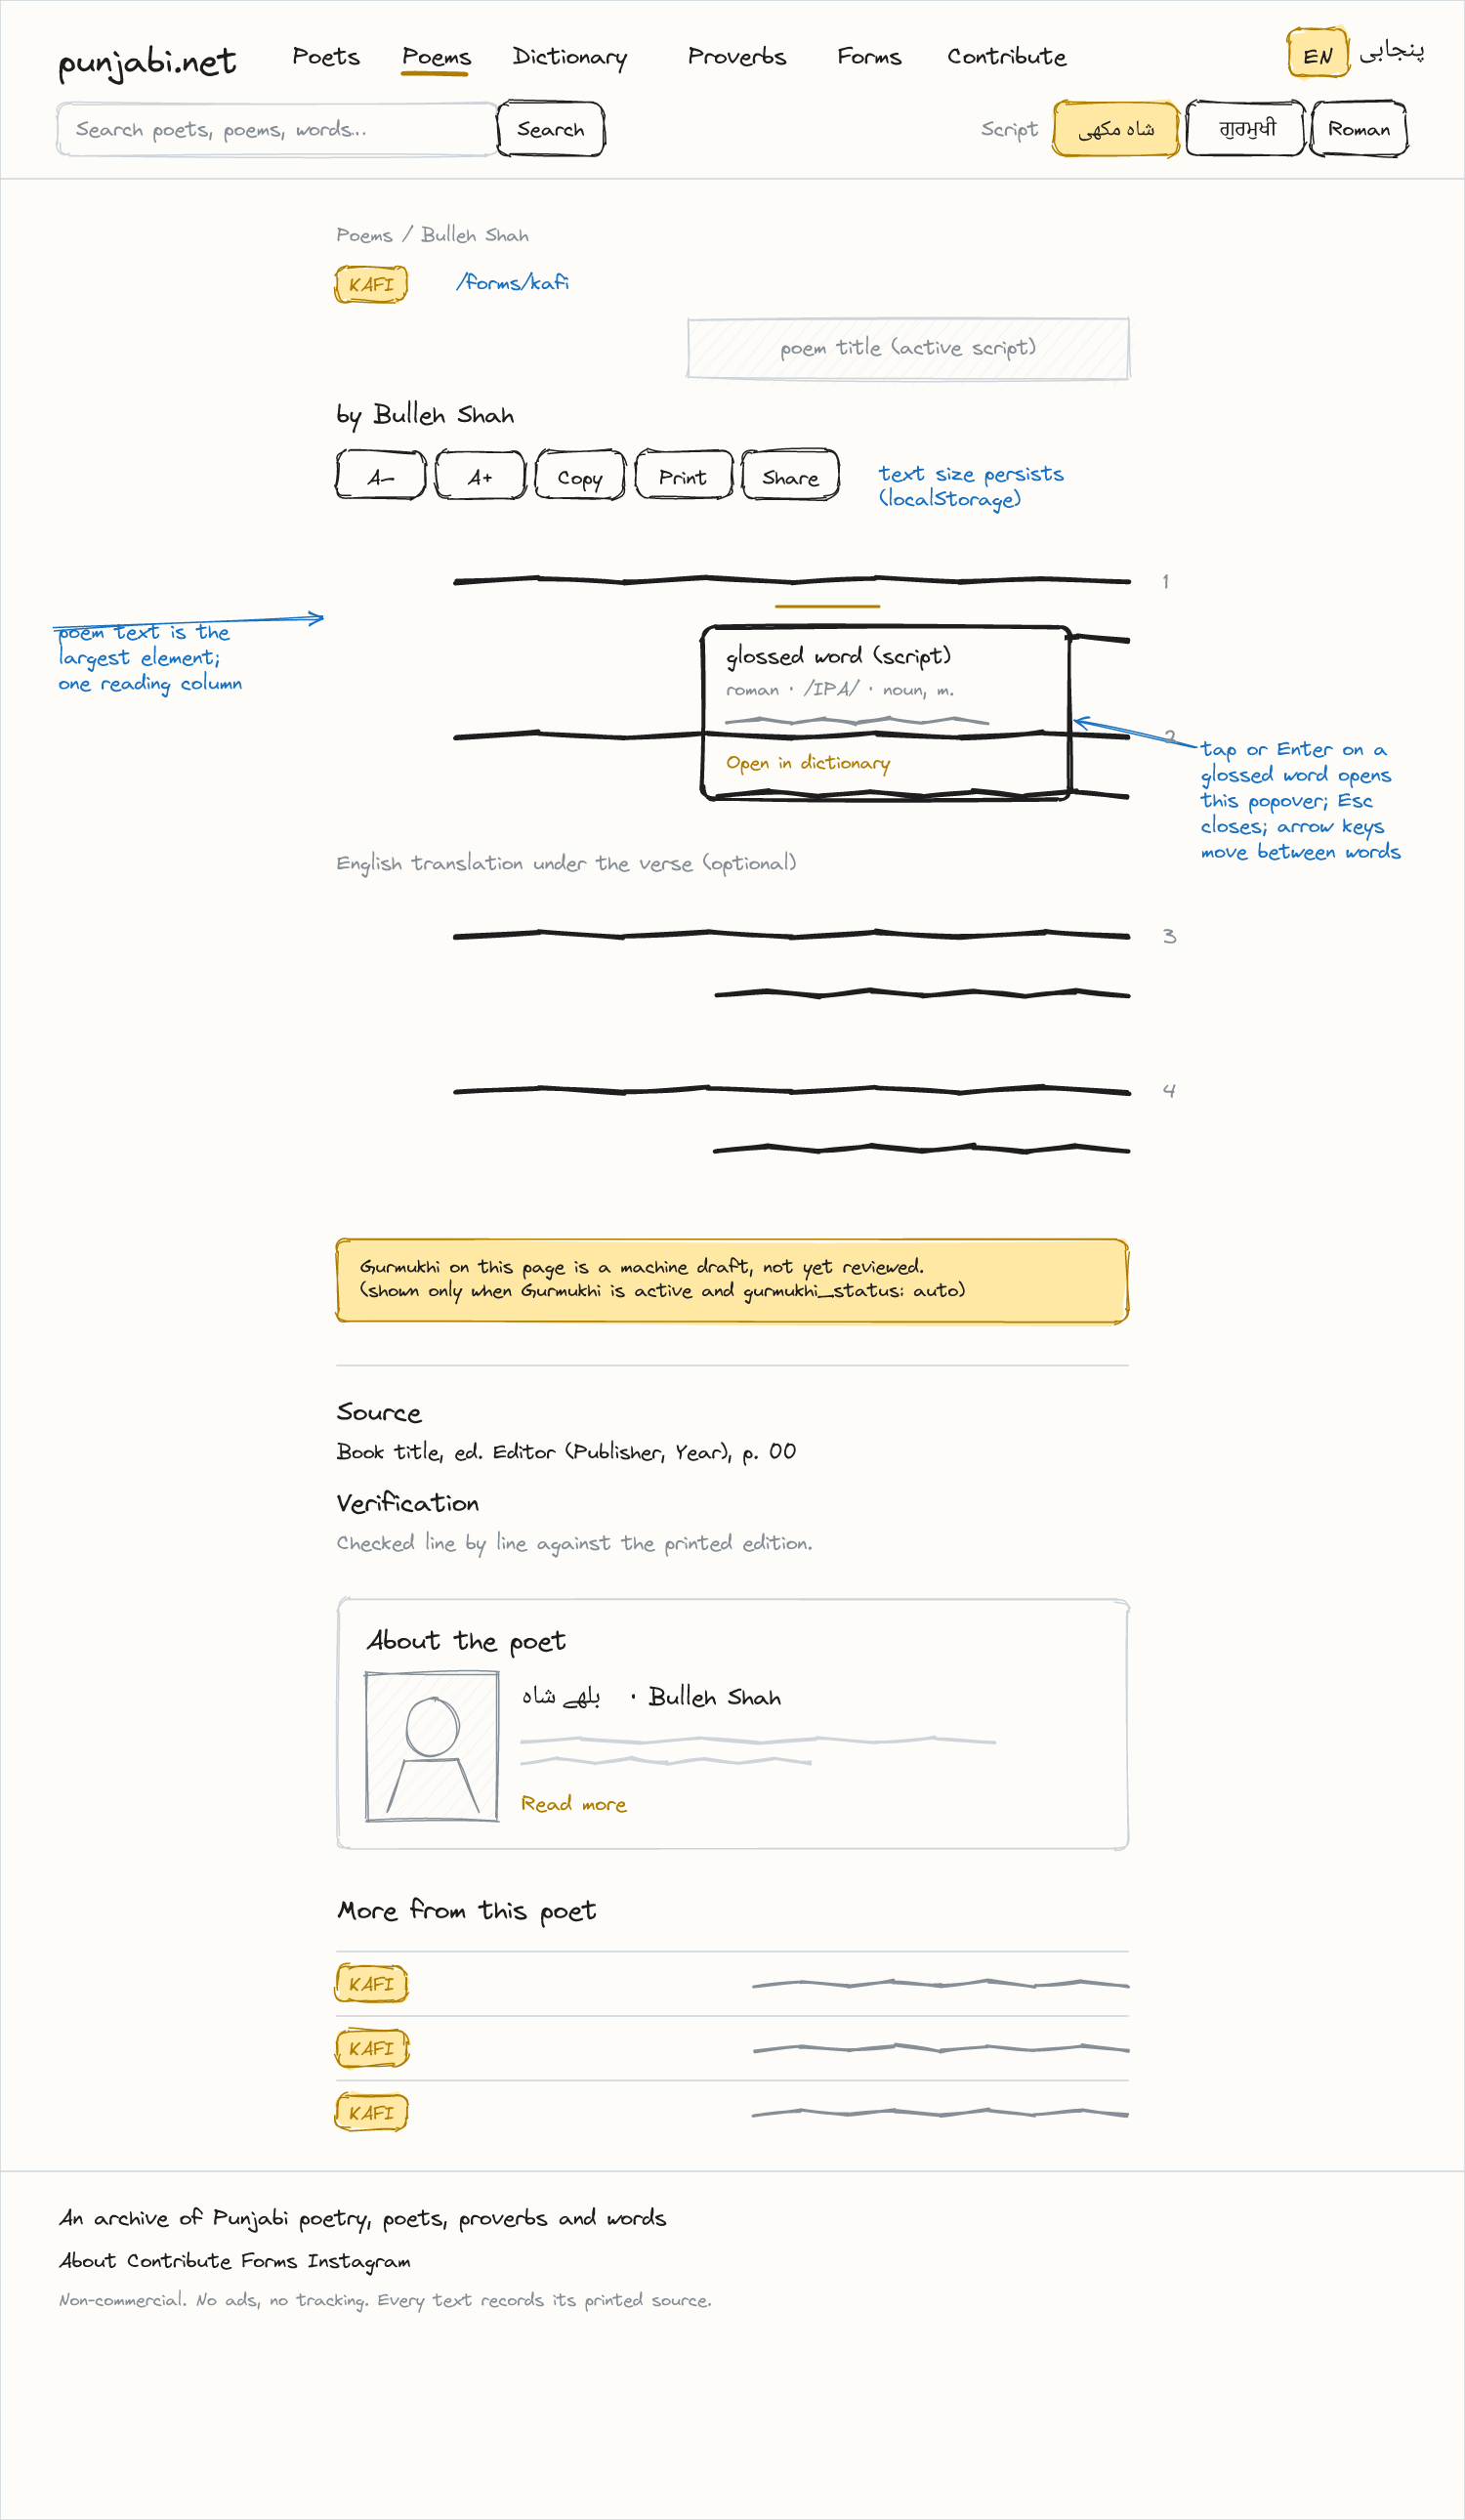 punjabi.net Poets Poems Dictionary Proverbs Forms Contribute EN پنجابی
Search poets, poems, words... Search Script شاہ مکھی ਗੁਰਮੁਖੀ Roman
Poems / Bulleh Shah
KAFI /forms/kafi
poem title (active script)
by Bulleh Shah
A– A+ Copy Print Share
text size persists
(localStorage)
1
poem text is the
largest element;
one reading column
glossed word (script)
roman · /IPA/ · noun, m.
Open in dictionary
2
tap or Enter on a
glossed word opens
this popover; Esc
closes; arrow keys
move between words
English translation under the verse (optional)
3
4
Gurmukhi on this page is a machine draft, not yet reviewed.
(shown only when Gurmukhi is active and gurmukhi_status: auto)
Source
Book title, ed. Editor (Publisher, Year), p. 00
Verification
Checked line by line against the printed edition.
About the poet
بلھے شاہ · Bulleh Shah
Read more
More from this poet
KAFI
KAFI
KAFI
An archive of Punjabi poetry, poets, proverbs and words
About Contribute Forms Instagram
Non-commercial. No ads, no tracking. Every text records its printed source.